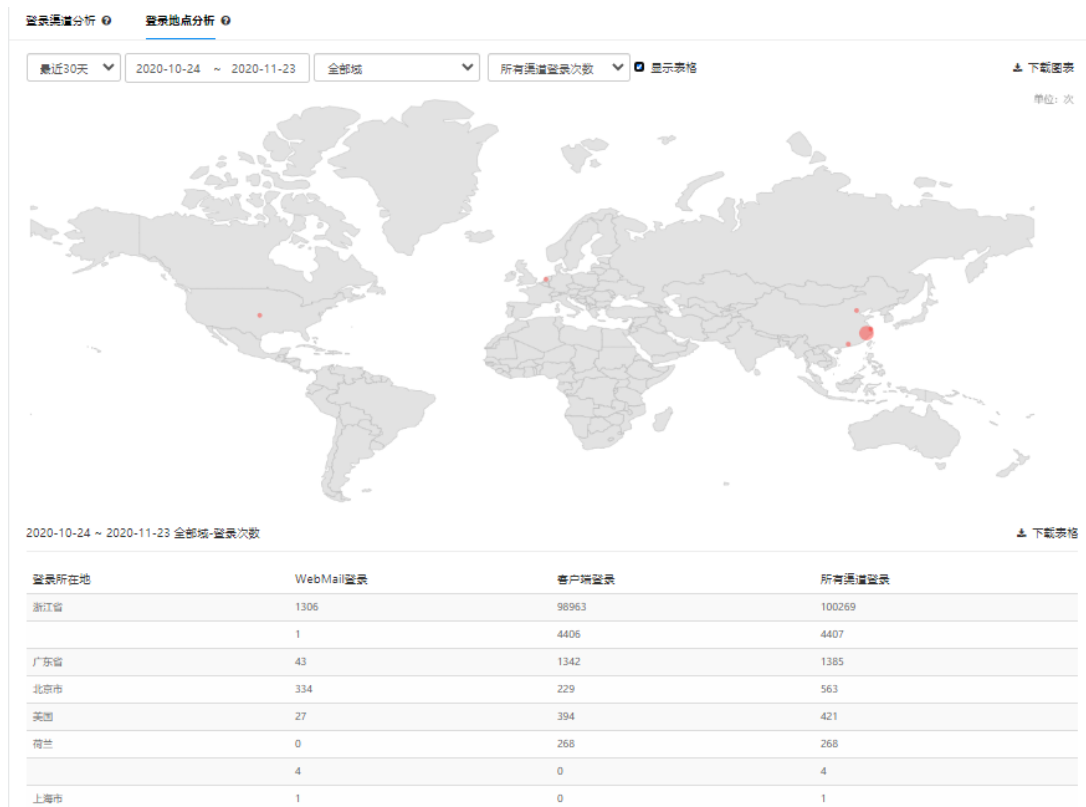 登录渠道分析 登录地点分析
最近30天 2020-10-24 ~ 2020-11-23 全部域 所有渠道登录次数 显示表格 下载图表
单位：次
2020-10-24 ~ 2020-11-23 全部域-登录次数 下载表格
登录所在地 WebMail登录 客户端登录 所有渠道登录
浙江省 1306 98963 100269
1 4406 4407
广东省 43 1342 1385
北京市 334 229 563
美国 27 394 421
荷兰 0 268 268
4 0 4
上海市 1 0 1